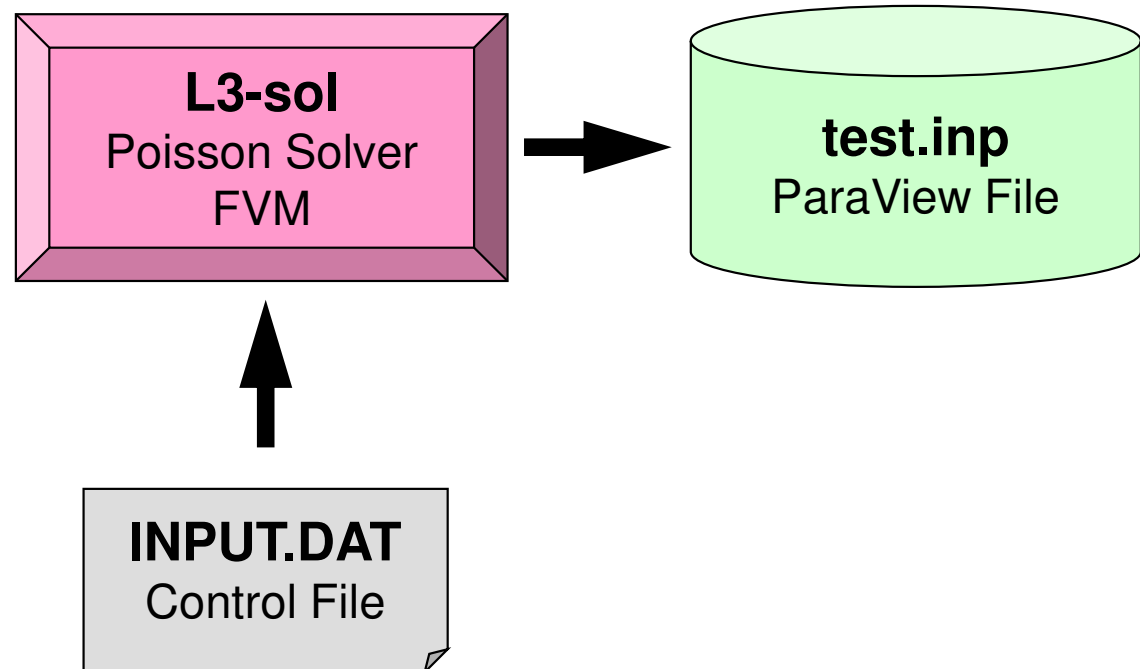 L3-sol
Poisson Solver
FVM
test.inp
ParaView File
INPUT.DAT
Control File